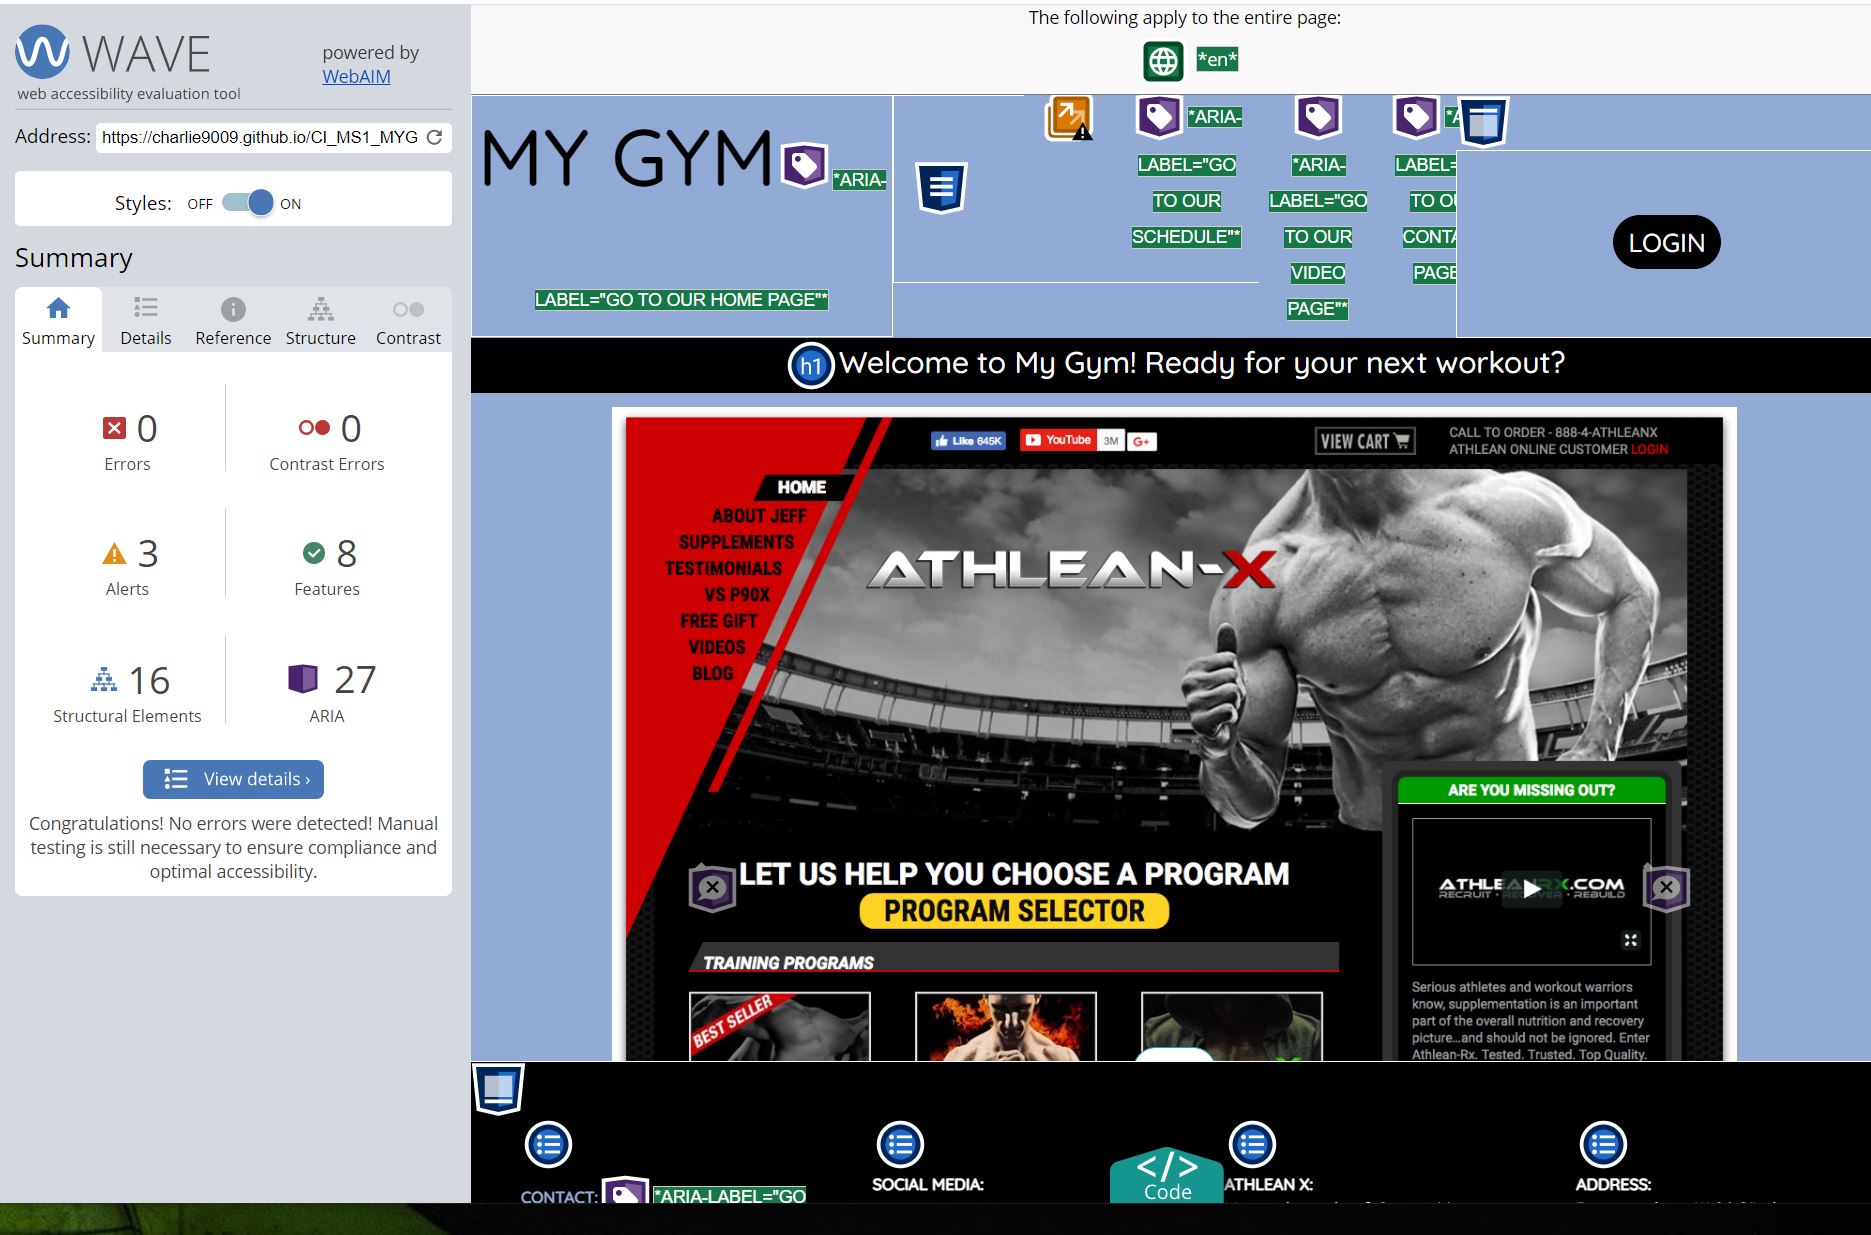 WAVE
powered by
WebAIM
web accessibility evaluation tool
Address: https://charlie9009.github.io/CI_MS1_MYG
Styles: OFF ON
Summary
Summary Details Reference Structure Contrast
0 0
Errors Contrast Errors
3 8
Alerts Features
16 27
Structural Elements ARIA
View details ›
Congratulations! No errors were detected! Manual
testing is still necessary to ensure compliance and
optimal accessibility.
The following apply to the entire page:
*en*
MY GYM
*ARIA-
LABEL="GO TO OUR HOME PAGE"*
*ARIA-
LABEL="GO
TO OUR
SCHEDULE"*
*ARIA-
LABEL="GO
TO OUR
VIDEO
PAGE"*
*A
LABEL=
TO OU
CONTA
PAGE
LOGIN
h1 Welcome to My Gym! Ready for your next workout?
Like 645K YouTube 3M G+
VIEW CART
CALL TO ORDER - 888-4-ATHLEANX
ATHLEAN ONLINE CUSTOMER LOGIN
HOME
ABOUT JEFF
SUPPLEMENTS
TESTIMONIALS
VS P90X
FREE GIFT
VIDEOS
BLOG
ATHLEAN-X
LET US HELP YOU CHOOSE A PROGRAM
PROGRAM SELECTOR
TRAINING PROGRAMS
BEST SELLER
ARE YOU MISSING OUT?
ATHLEANRX.COM
RECRUIT · RECOVER · REBUILD
Serious athletes and workout warriors
know, supplementation is an important
part of the overall nutrition and recovery
picture...and should not be ignored. Enter
Athlean-Rx. Tested. Trusted. Top Quality.
CONTACT: *ARIA-LABEL="GO
SOCIAL MEDIA:
</>
Code
ATHLEAN X:
ADDRESS: